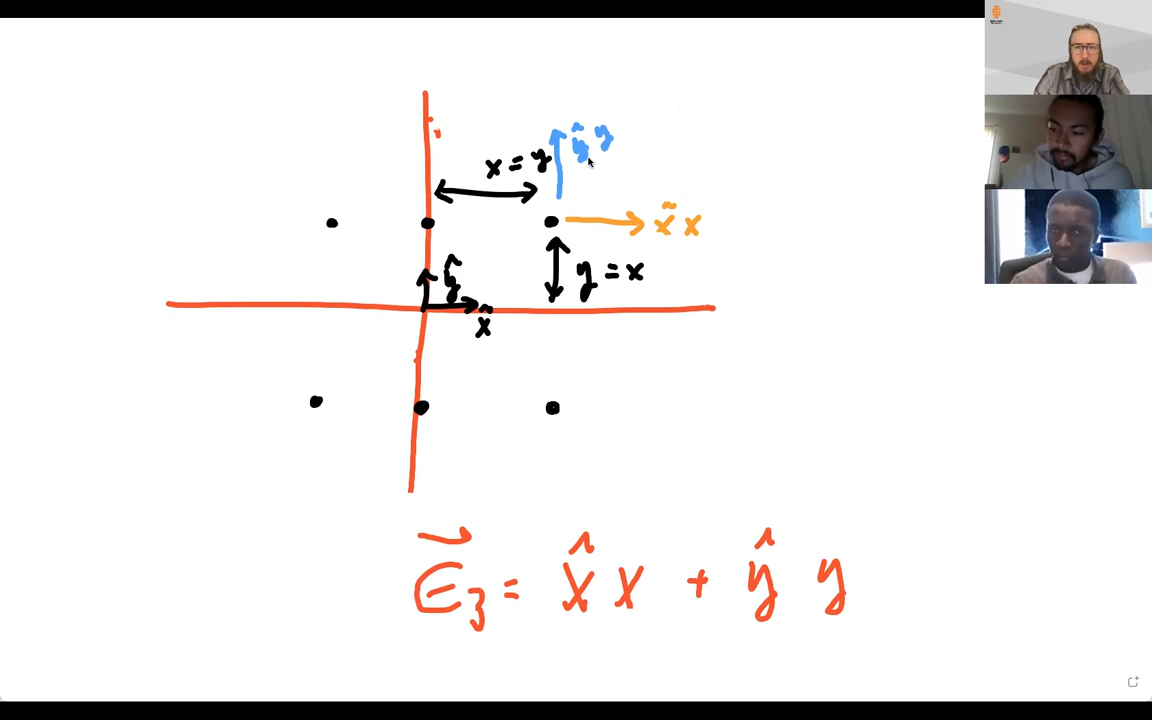 ŷ y
x = y
x̂ x
ŷ
y = x
x̂
E⃗₃ = x̂ x + ŷ y